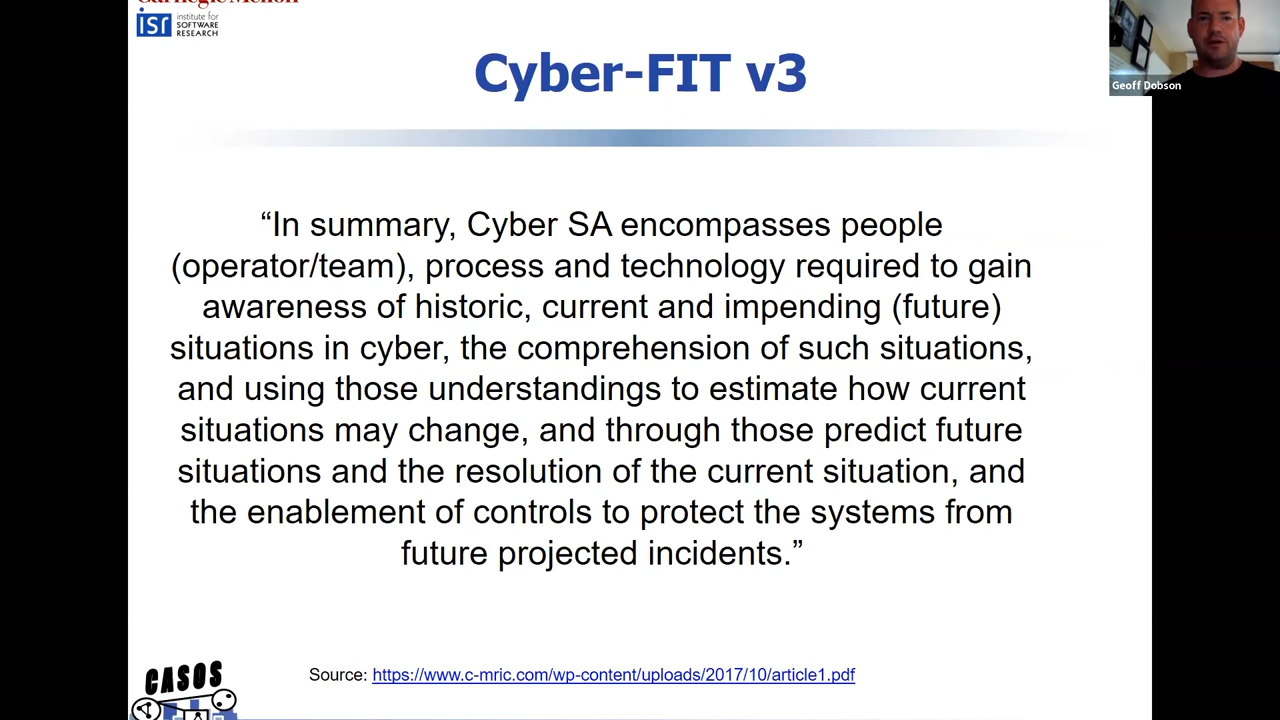 Carnegie Mellon
isr institute for
SOFTWARE
RESEARCH
Cyber-FIT v3
Geoff Dobson
“In summary, Cyber SA encompasses people
(operator/team), process and technology required to gain
awareness of historic, current and impending (future)
situations in cyber, the comprehension of such situations,
and using those understandings to estimate how current
situations may change, and through those predict future
situations and the resolution of the current situation, and
the enablement of controls to protect the systems from
future projected incidents.”
Source: https://www.c-mric.com/wp-content/uploads/2017/10/article1.pdf
CASOS